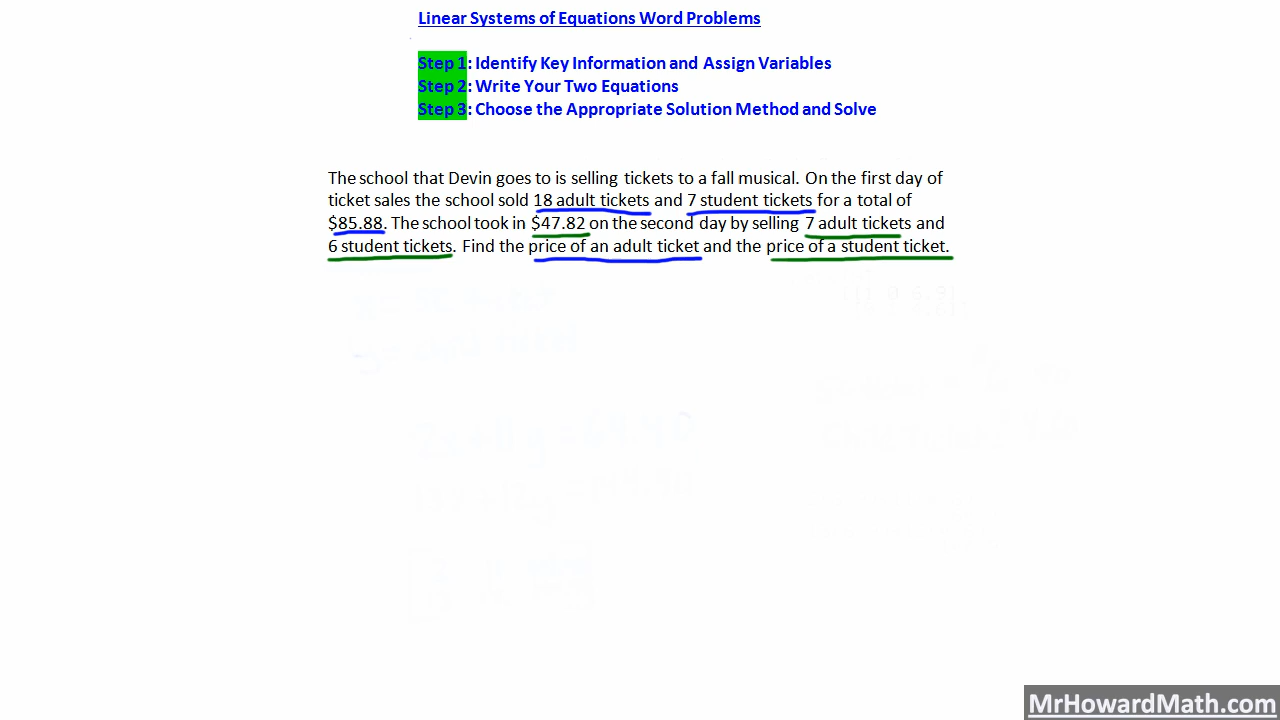 Linear Systems of Equations Word Problems
Step 1: Identify Key Information and Assign Variables
Step 2: Write Your Two Equations
Step 3: Choose the Appropriate Solution Method and Solve
The school that Devin goes to is selling tickets to a fall musical. On the first day of
ticket sales the school sold 18 adult tickets and 7 student tickets for a total of
$85.88. The school took in $47.82 on the second day by selling 7 adult tickets and
6 student tickets. Find the price of an adult ticket and the price of a student ticket.
MrHowardMath.com